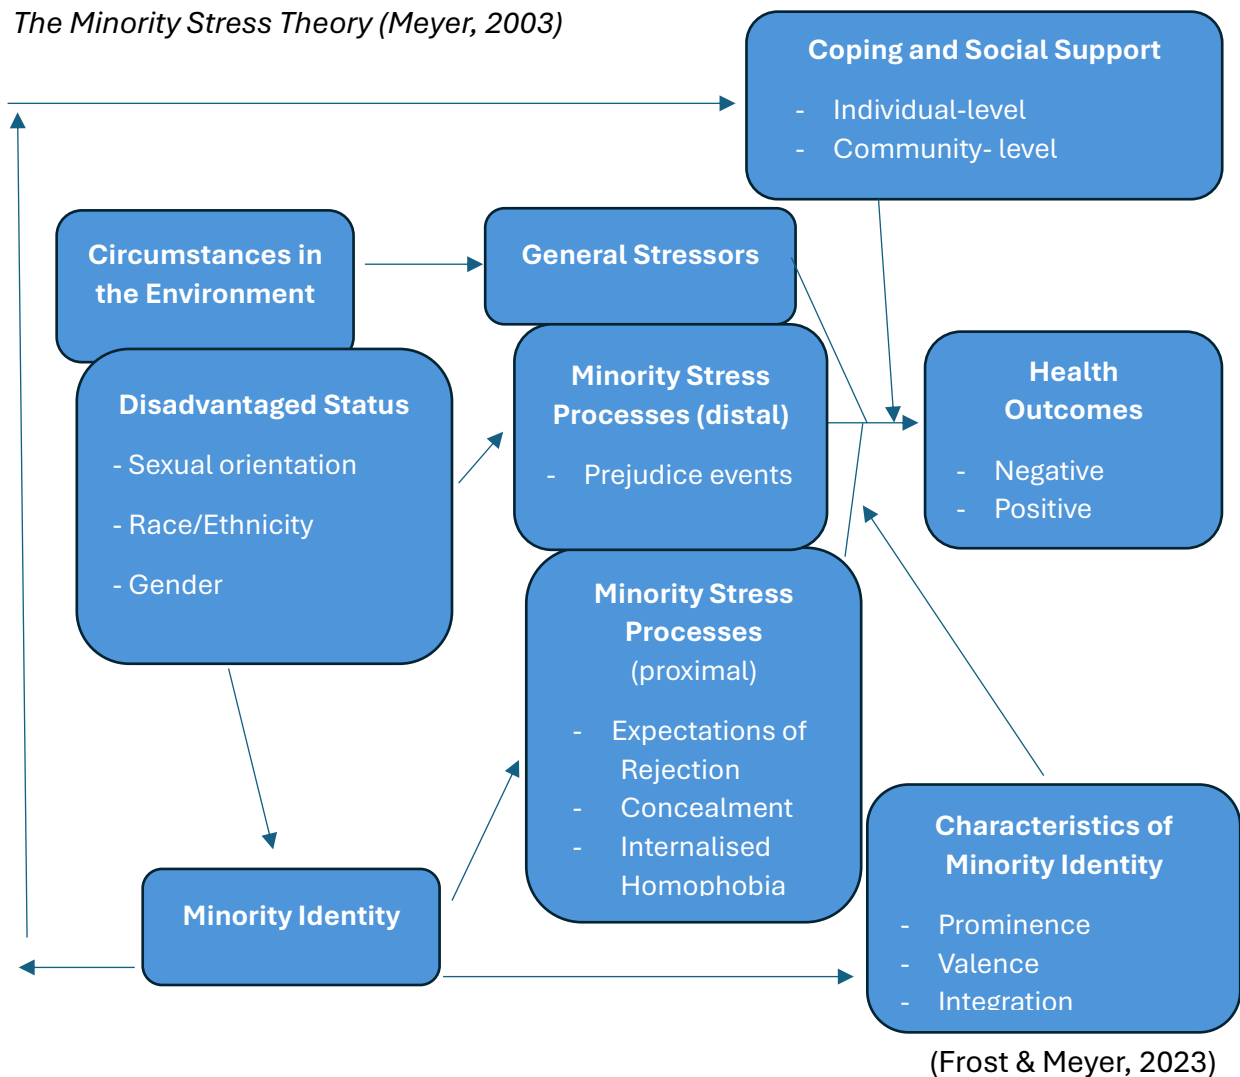 The Minority Stress Theory (Meyer, 2003)
Coping and Social Support
- Individual-level
- Community- level
Circumstances in
the Environment
General Stressors
Disadvantaged Status
- Sexual orientation
- Race/Ethnicity
- Gender
Minority Stress
Processes (distal)
- Prejudice events
Health
Outcomes
- Negative
- Positive
Minority Stress
Processes
(proximal)
- Expectations of
Rejection
- Concealment
- Internalised
Homophobia
Minority Identity
Characteristics of
Minority Identity
- Prominence
- Valence
- Integration
(Frost & Meyer, 2023)